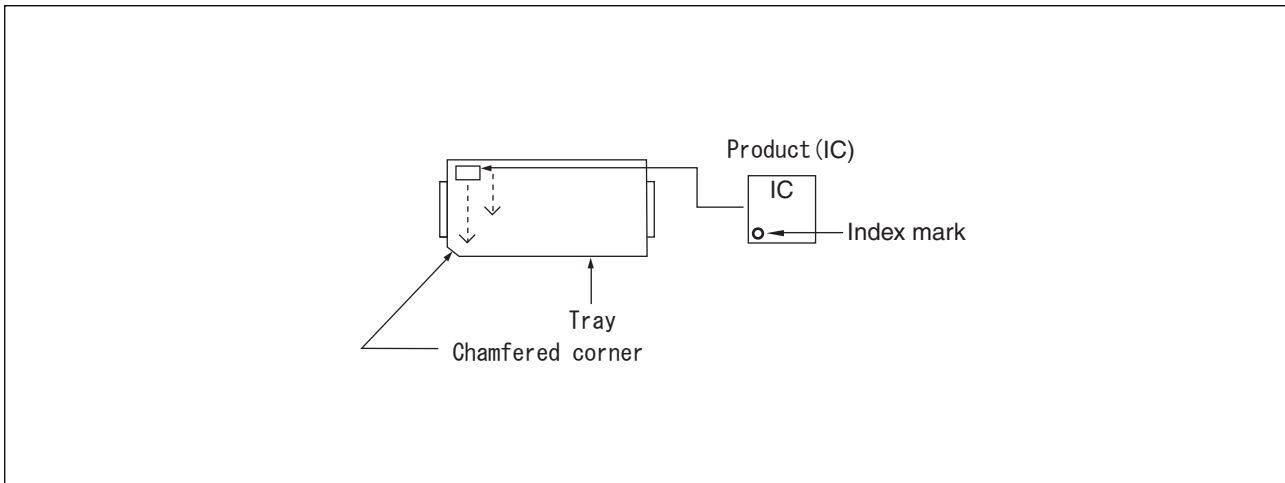 Product(IC)
IC
Index mark
Tray
Chamfered corner